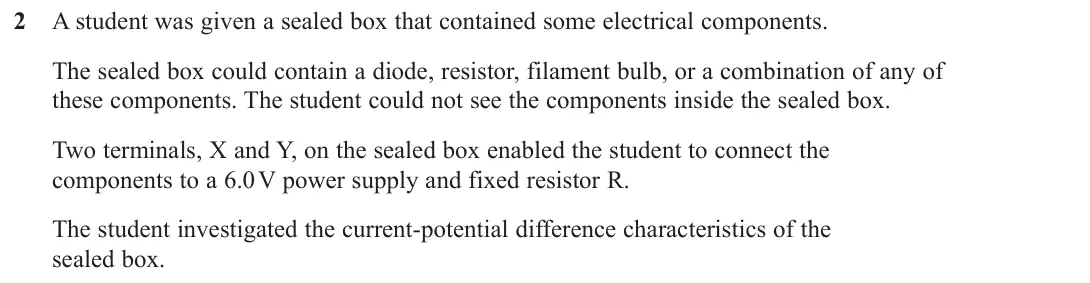 2 A student was given a sealed box that contained some electrical components.
The sealed box could contain a diode, resistor, filament bulb, or a combination of any of
these components. The student could not see the components inside the sealed box.
Two terminals, X and Y, on the sealed box enabled the student to connect the
components to a 6.0 V power supply and fixed resistor R.
The student investigated the current-potential difference characteristics of the
sealed box.